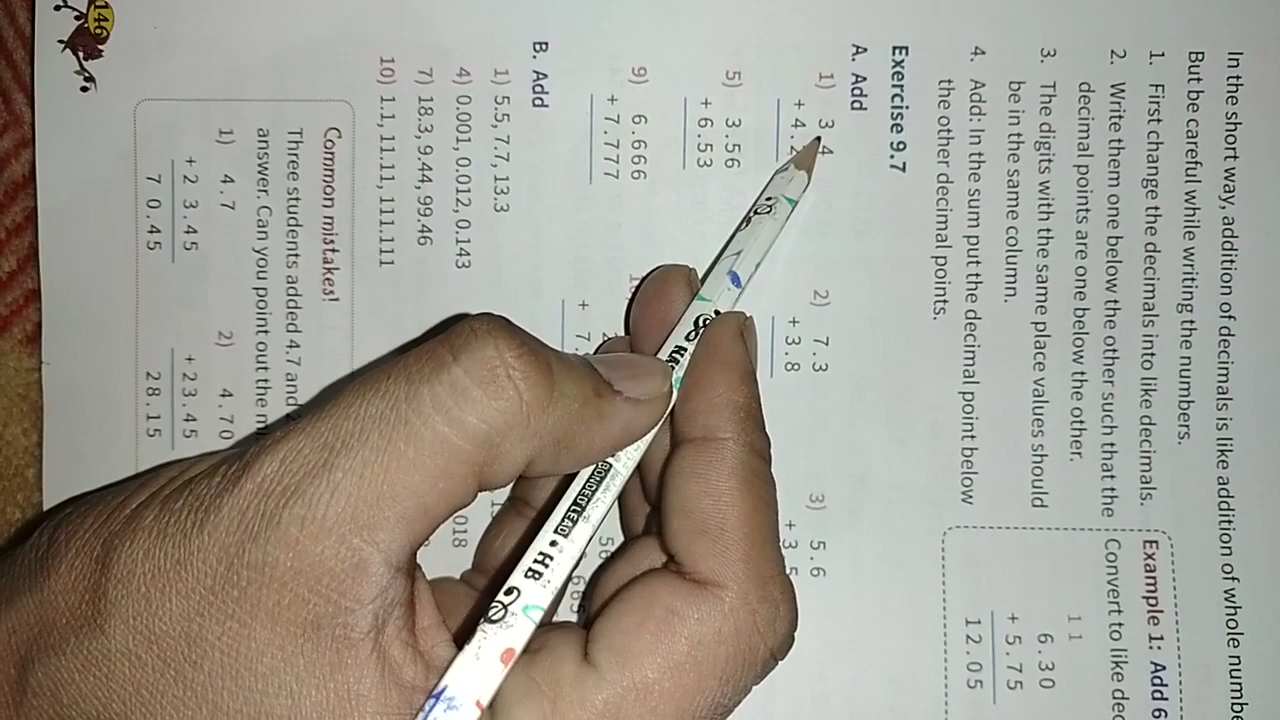 In the short way, addition of decimals is like addition of whole
But be careful while writing the numbers.
1. First change the decimals into like decimals.
2. Write them one below the other such that the
decimal points are one below the other.
3. The digits with the same place values should
be in the same column.
4. Add: In the sum put the decimal point below
the other decimal points.
Example 1: Add 6
Convert to like
1 1
6.30
+ 5.75
12.05
Exercise 9.7
A. Add
1) 3 4
+ 4.
2) 7.3
+ 3.8
3) 5.6
+ 3 5
5) 3.56
+ 6.53
9) 6.666
+ 7.777
+ 7.
B. Add
1) 5.5, 7.7, 13.3
4) 0.001, 0.012, 0.143
018
7) 18.3, 9.44, 99.46
10) 1.1, 11.11, 111.111
Common mistakes!
Three students added 4.7 and
answer. Can you point out the
1) 4.7
+ 2 3.45
7 0.45
2) 4.70
+ 23.45
28.15
146
BONDED LEAD HB